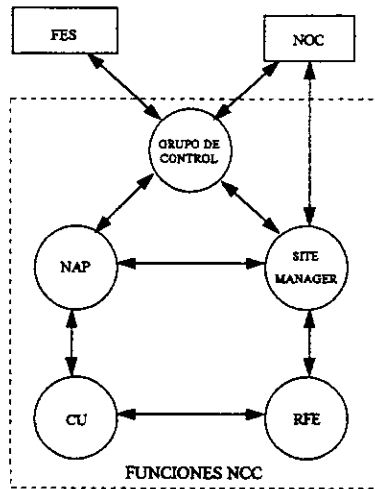 FES
NOC
GRUPO DE
CONTROL
NAP
SITE
MANAGER
CU
RFE
FUNCIONES NCC